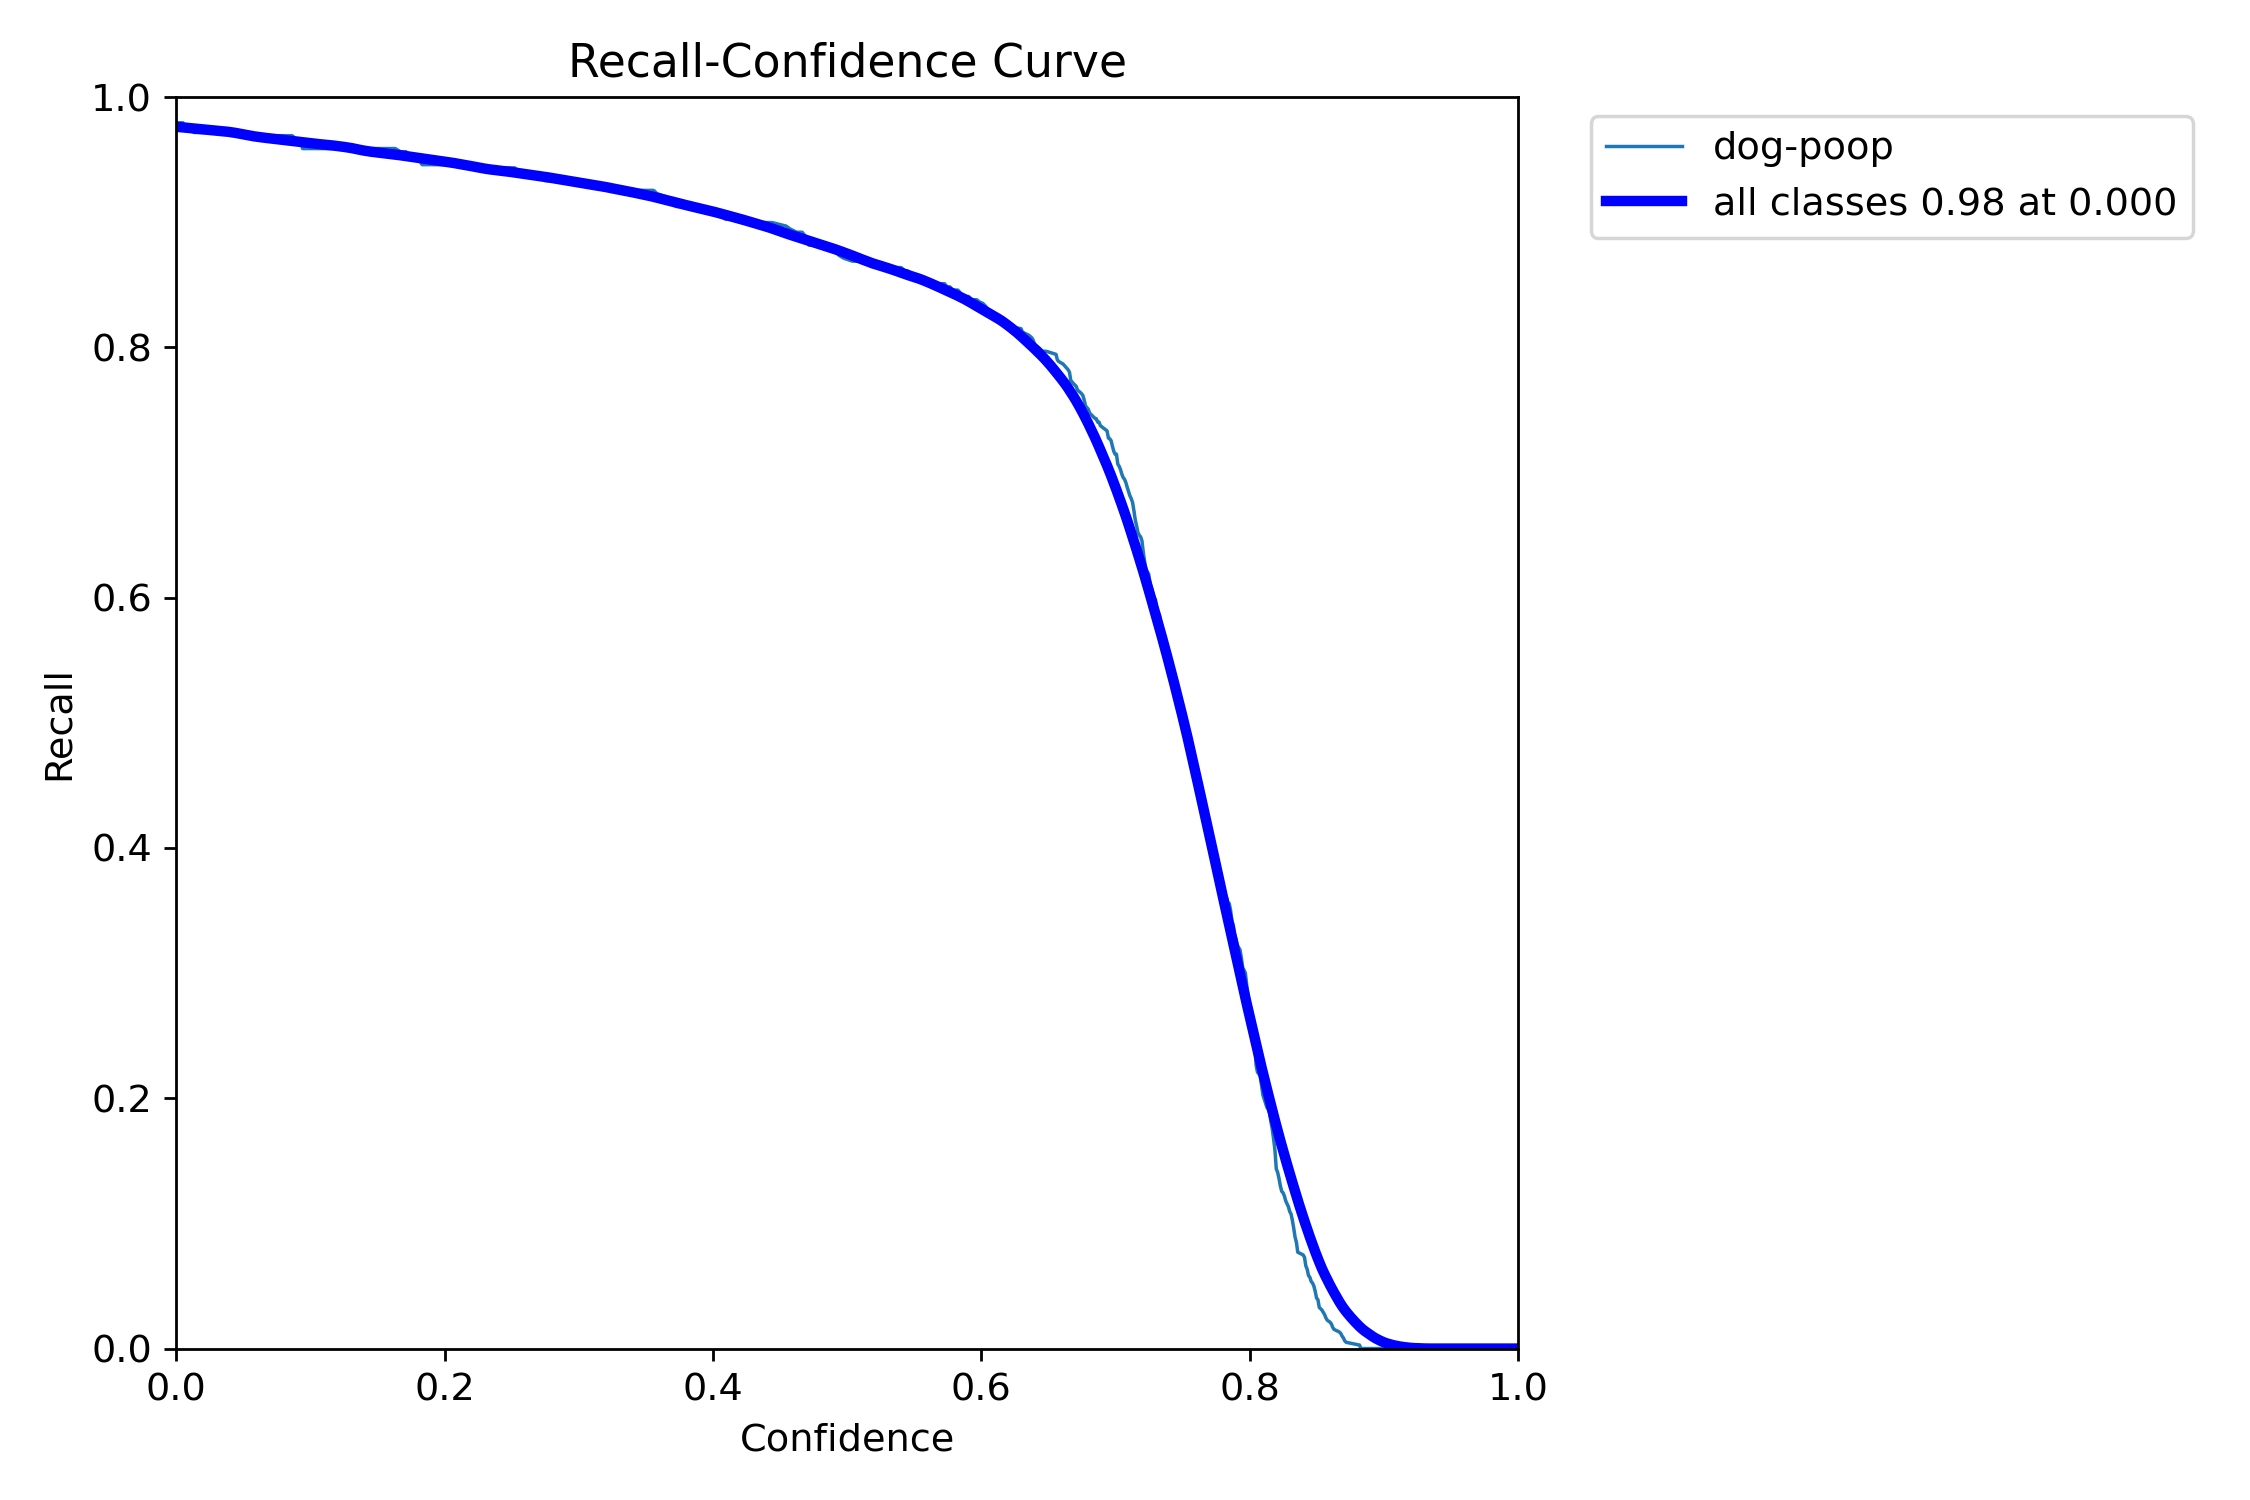 Recall-Confidence Curve
1.0
0.8
0.6
0.4
0.2
0.0
Recall
0.0 0.2 0.4 0.6 0.8 1.0
Confidence
dog-poop
all classes 0.98 at 0.000